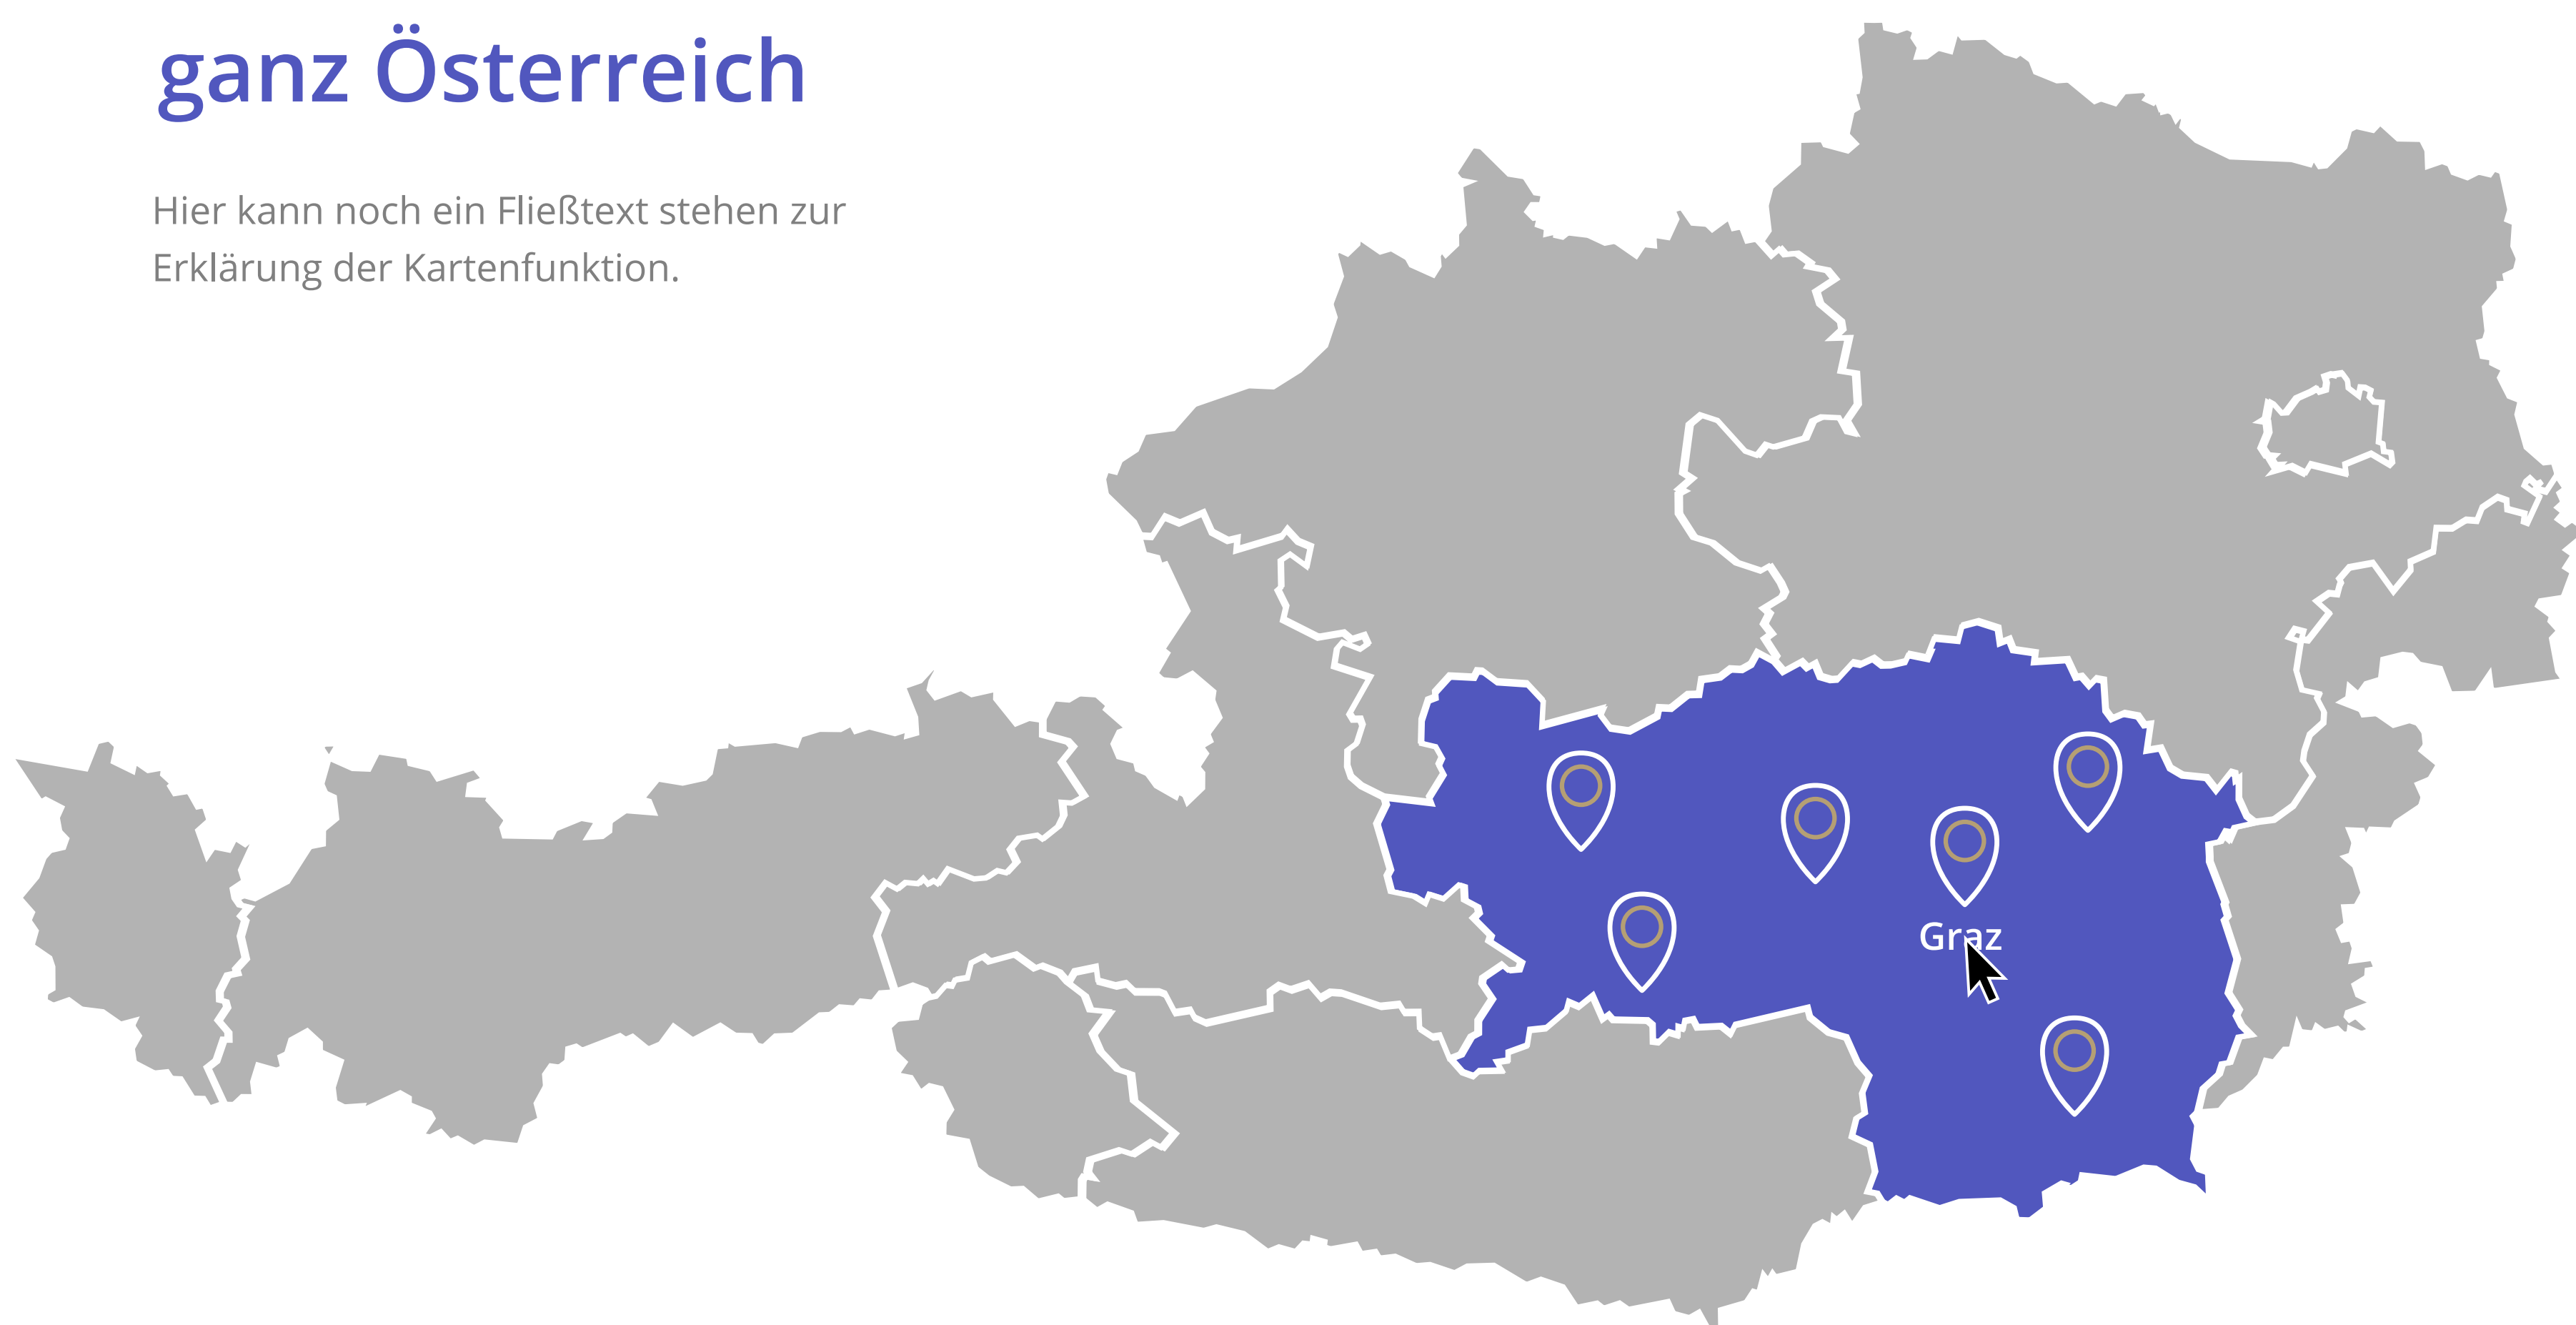 ganz Österreich
Hier kann noch ein Fließtext stehen zur
Erklärung der Kartenfunktion.
Graz